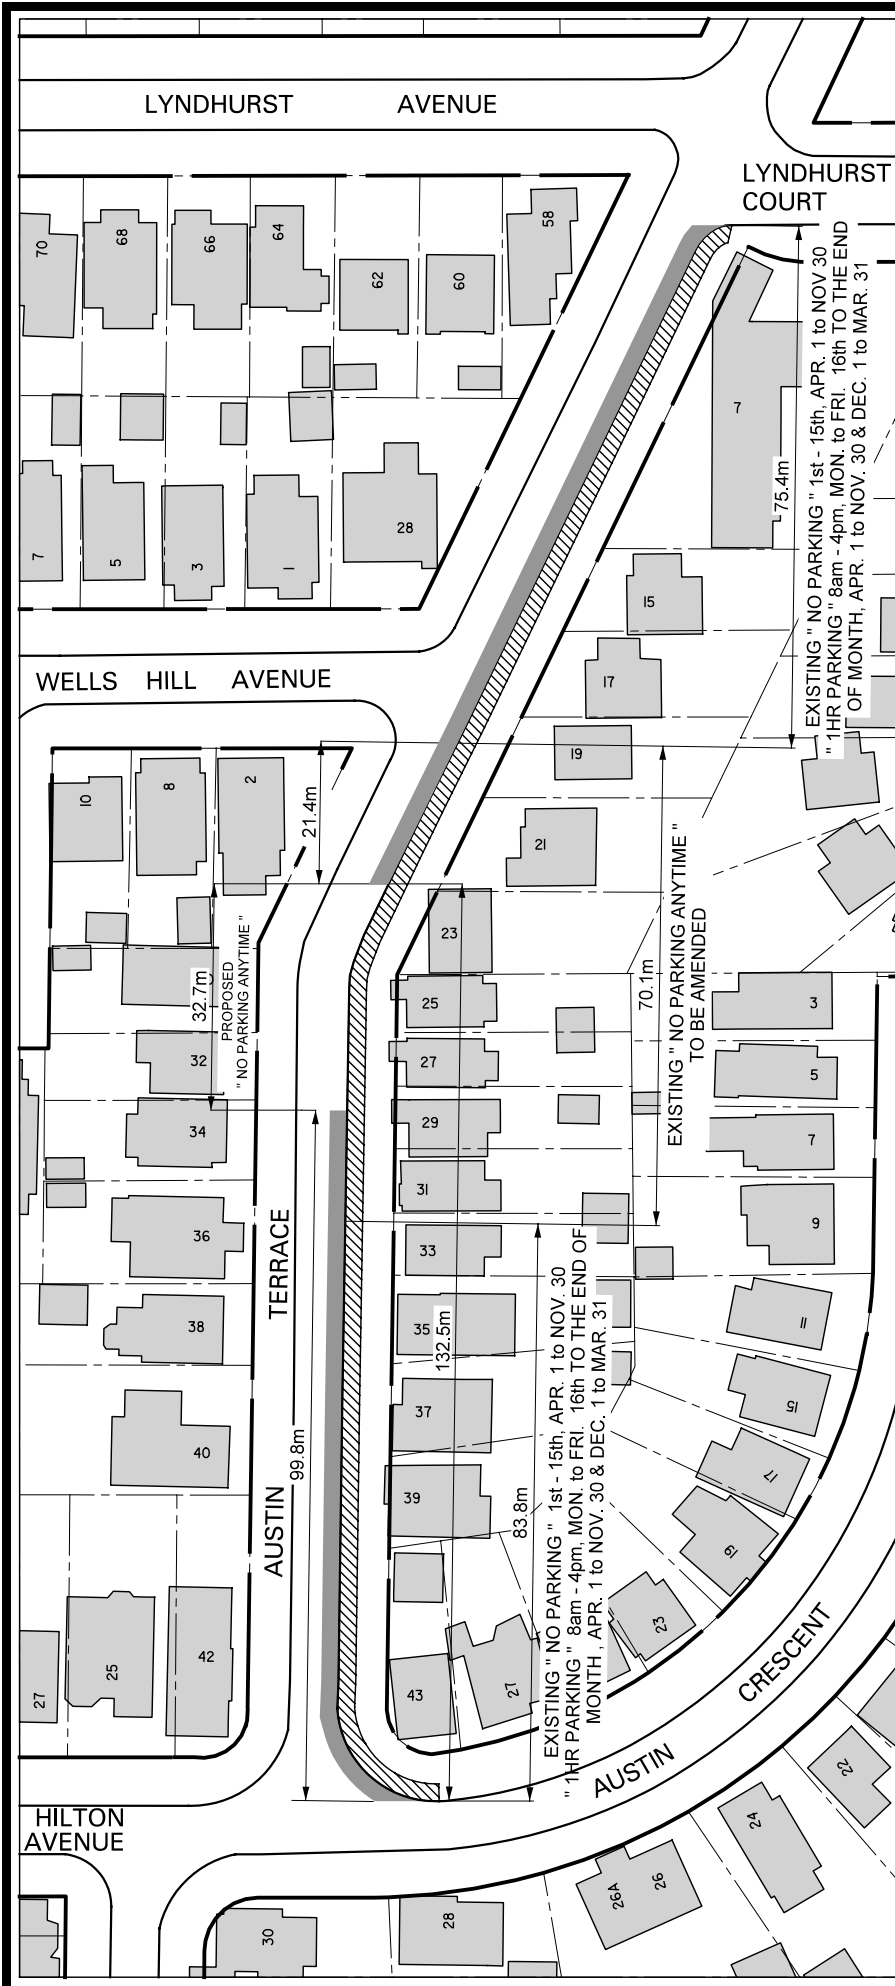 LYNDHURST AVENUE
LYNDHURST
COURT
70
68
66
64
62
60
58
7
5
3
1
28
7
75.4m
EXISTING " NO PARKING " 1st - 15th, APR. 1 to NOV 30
" 1HR PARKING " 8am - 4pm, MON. to FRI. 16th TO THE END
OF MONTH, APR. 1 to NOV. 30 & DEC. 1 to MAR. 31
15
17
19
21
WELLS HILL AVENUE
10
8
2
21.4m
32.7m
PROPOSED
" NO PARKING ANYTIME "
70.1m
EXISTING " NO PARKING ANYTIME "
TO BE AMENDED
23
25
27
29
31
33
35
37
39
43
32
34
36
38
40
42
25
27
AUSTIN TERRACE
99.8m
132.5m
83.8m
EXISTING " NO PARKING " 1st - 15th, APR. 1 to NOV. 30
" 1HR PARKING " 8am - 4pm, MON. to FRI. 16th TO THE END OF
MONTH, APR. 1 to NOV. 30 & DEC. 1 to MAR. 31
3
5
7
9
11
15
17
19
23
27
AUSTIN CRESCENT
HILTON
AVENUE
22
24
26
26A
28
30